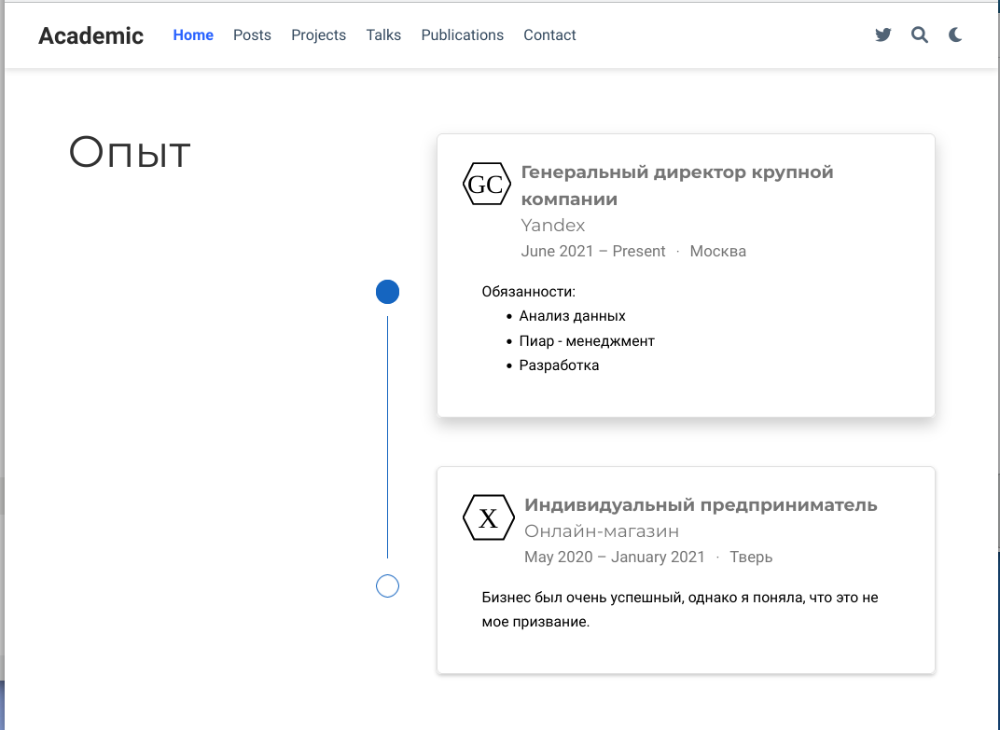 Academic Home Posts Projects Talks Publications Contact
Опыт
GC
Генеральный директор крупной
компании
Yandex
June 2021 – Present · Москва
Обязанности:
• Анализ данных
• Пиар - менеджмент
• Разработка
X
Индивидуальный предприниматель
Онлайн-магазин
May 2020 – January 2021 · Тверь
Бизнес был очень успешный, однако я поняла, что это не
мое призвание.